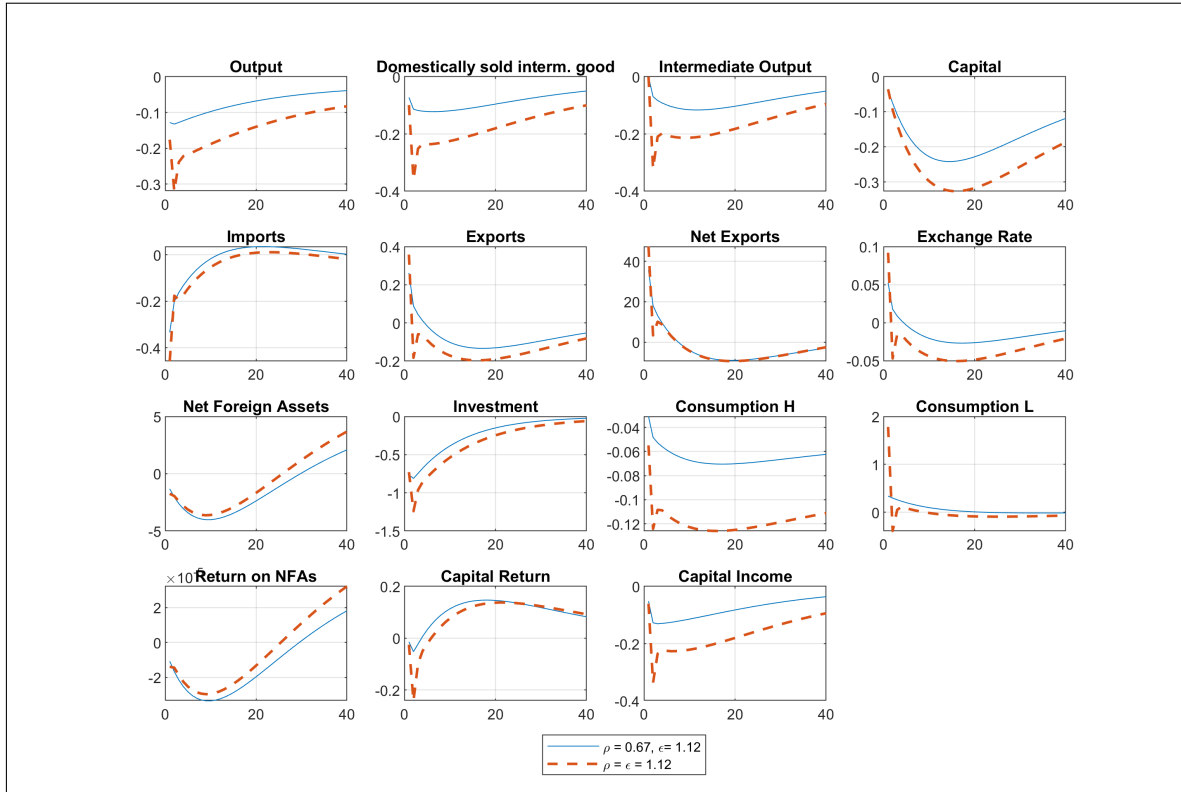 Output
Domestically sold interm. good
Intermediate Output
Capital
0
-0.1
-0.2
-0.3
0 20 40
0
-0.2
-0.4
0 20 40
0
-0.2
-0.4
0 20 40
0
-0.1
-0.2
-0.3
0 20 40
Imports
Exports
Net Exports
Exchange Rate
0
-0.2
-0.4
0 20 40
0.4
0.2
0
-0.2
0 20 40
40
20
0
0 20 40
0.1
0.05
0
-0.05
0 20 40
Net Foreign Assets
Investment
Consumption H
Consumption L
5
0
-5
0 20 40
0
-0.5
-1
-1.5
0 20 40
-0.04
-0.06
-0.08
-0.1
-0.12
0 20 40
2
1
0
0 20 40
×10⁻⁵
Return on NFAs
Capital Return
Capital Income
2
0
-2
0 20 40
0.2
0
-0.2
0 20 40
0
-0.2
-0.4
0 20 40
ρ = 0.67, ϵ= 1.12
ρ = ϵ = 1.12